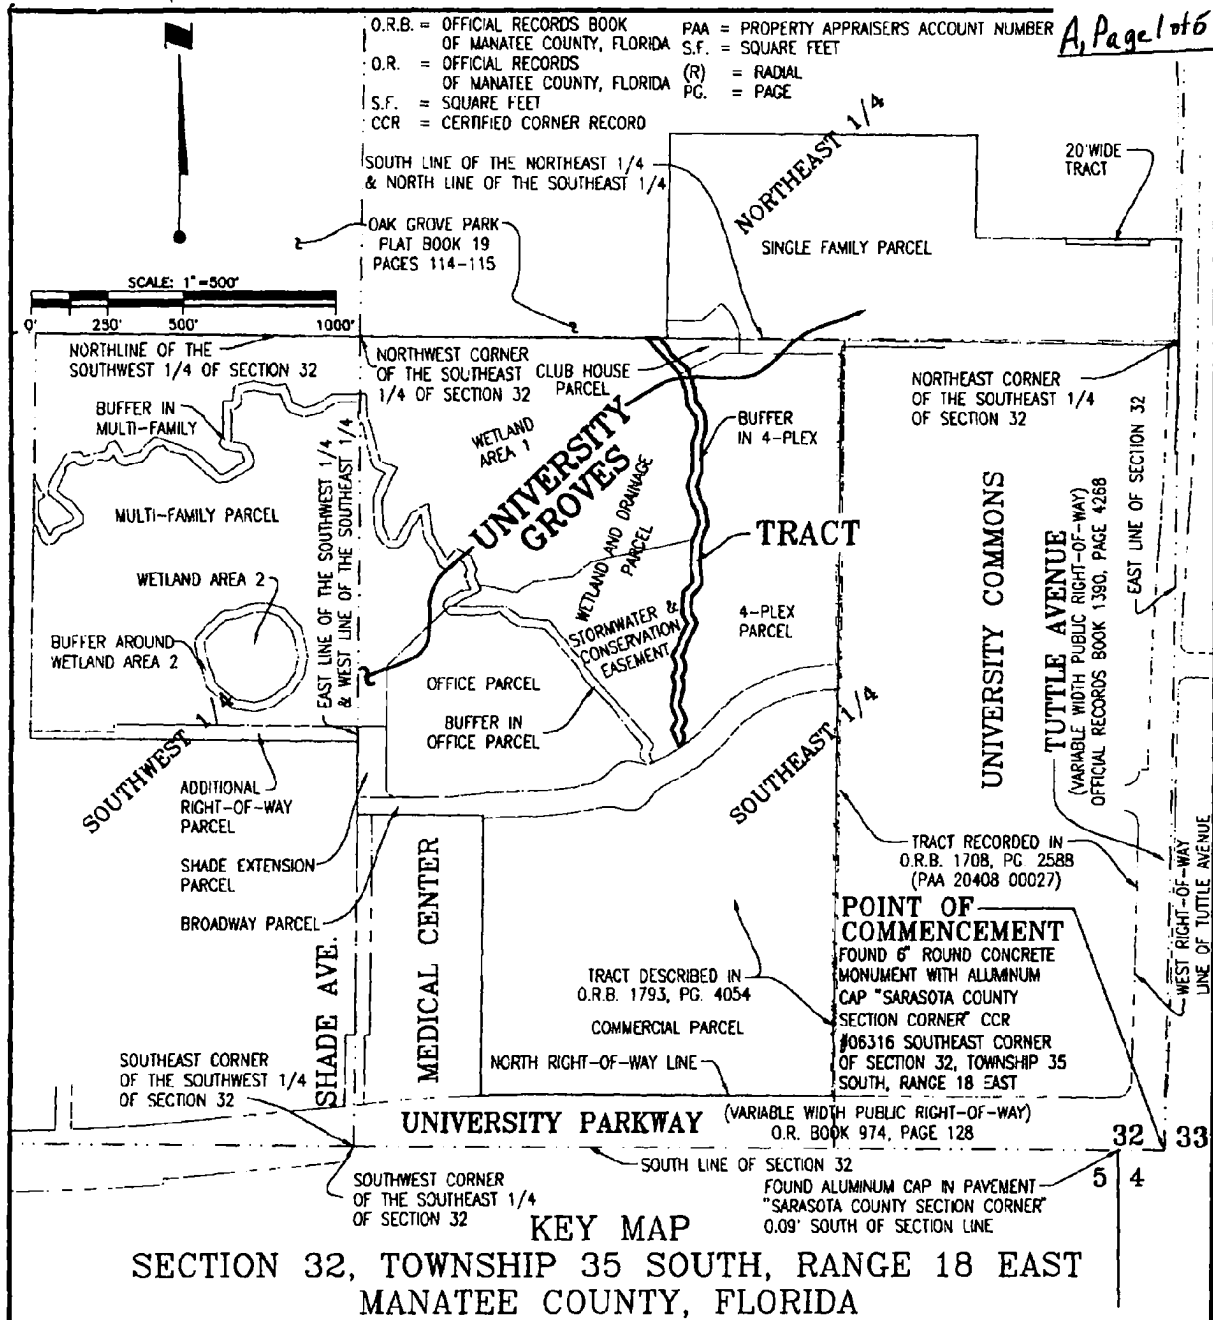 A, Page 1 of 6
N
O.R.B. = OFFICIAL RECORDS BOOK
OF MANATEE COUNTY, FLORIDA
O.R. = OFFICIAL RECORDS
OF MANATEE COUNTY, FLORIDA
S.F. = SQUARE FEET
CCR = CERTIFIED CORNER RECORD
PAA = PROPERTY APPRAISERS ACCOUNT NUMBER
S.F. = SQUARE FEET
(R) = RADIAL
PG. = PAGE
SOUTH LINE OF THE NORTHEAST 1/4
& NORTH LINE OF THE SOUTHEAST 1/4
NORTHEAST 1/4
20' WIDE
TRACT
OAK GROVE PARK
PLAT BOOK 19
PAGES 114-115
SINGLE FAMILY PARCEL
SCALE: 1"=500'
0' 250' 500' 1000'
NORTHLINE OF THE
SOUTHWEST 1/4 OF SECTION 32
NORTHWEST CORNER
OF THE SOUTHEAST
1/4 OF SECTION 32
CLUB HOUSE
PARCEL
NORTHEAST CORNER
OF THE SOUTHEAST 1/4
OF SECTION 32
BUFFER IN
MULTI-FAMILY
WETLAND
AREA 1
BUFFER
IN 4-PLEX
UNIVERSITY
GROVES
TRACT
MULTI-FAMILY PARCEL
EAST LINE OF THE SOUTHWEST 1/4
& WEST LINE OF THE SOUTHEAST 1/4
WETLAND AND DRAINAGE
PARCEL
WETLAND AREA 2
STORMWATER &
CONSERVATION
EASEMENT
4-PLEX
PARCEL
BUFFER AROUND
WETLAND AREA 2
OFFICE PARCEL
BUFFER IN
OFFICE PARCEL
UNIVERSITY COMMONS
TUTTLE AVENUE
(VARIABLE WIDTH PUBLIC RIGHT-OF-WAY)
OFFICIAL RECORDS BOOK 1390, PAGE 4268
EAST LINE OF SECTION 32
SOUTHWEST 1/4
SOUTHEAST 1/4
ADDITIONAL
RIGHT-OF-WAY
PARCEL
SHADE EXTENSION
PARCEL
BROADWAY PARCEL
TRACT RECORDED IN
O.R.B. 1708, PG. 2588
(PAA 20408 00027)
WEST RIGHT-OF-WAY
LINE OF TUTTLE AVENUE
SHADE AVE.
MEDICAL CENTER
POINT OF
COMMENCEMENT
FOUND 6" ROUND CONCRETE
MONUMENT WITH ALUMINUM
CAP "SARASOTA COUNTY
SECTION CORNER" CCR
#06316 SOUTHEAST CORNER
OF SECTION 32, TOWNSHIP 35
SOUTH, RANGE 18 EAST
TRACT DESCRIBED IN
O.R.B. 1793, PG. 4054
COMMERCIAL PARCEL
NORTH RIGHT-OF-WAY LINE
SOUTHEAST CORNER
OF THE SOUTHWEST 1/4
OF SECTION 32
UNIVERSITY PARKWAY
(VARIABLE WIDTH PUBLIC RIGHT-OF-WAY)
O.R. BOOK 974, PAGE 128
32 33
5 4
SOUTH LINE OF SECTION 32
SOUTHWEST CORNER
OF THE SOUTHEAST 1/4
OF SECTION 32
FOUND ALUMINUM CAP IN PAVEMENT
"SARASOTA COUNTY SECTION CORNER"
0.09' SOUTH OF SECTION LINE
KEY MAP
SECTION 32, TOWNSHIP 35 SOUTH, RANGE 18 EAST
MANATEE COUNTY, FLORIDA